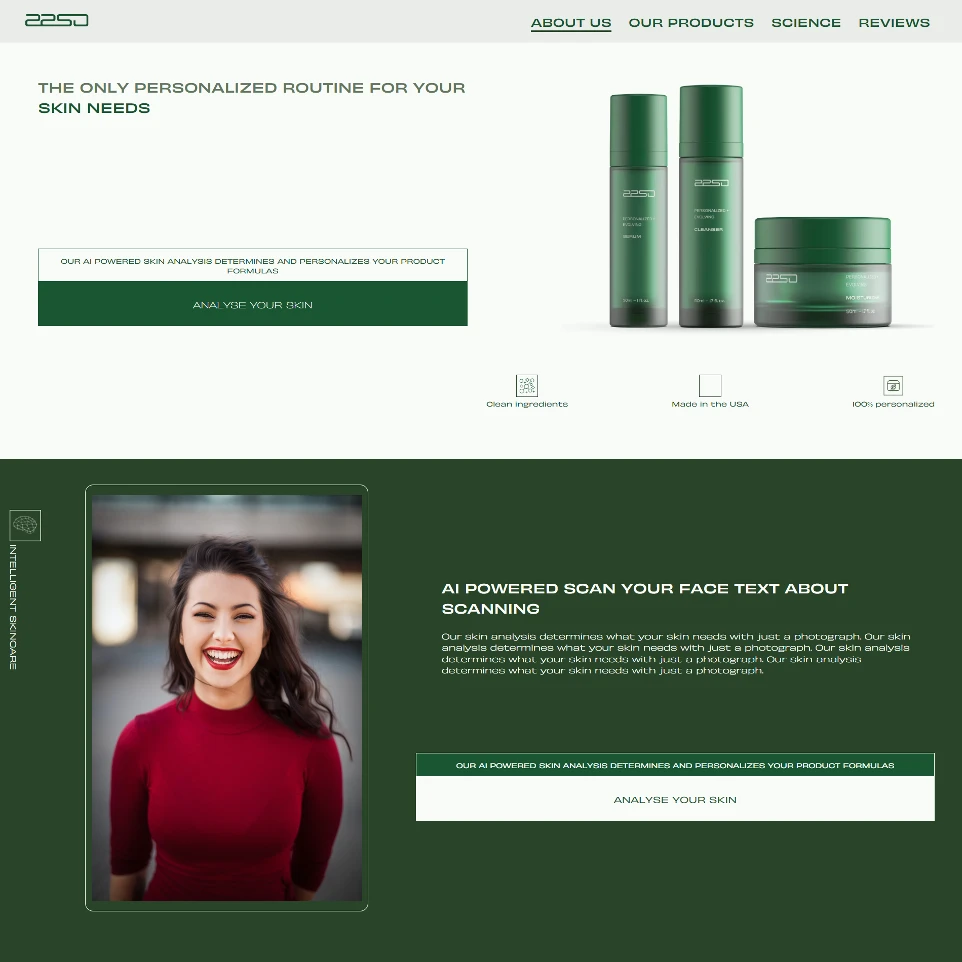 2250
ABOUT US OUR PRODUCTS SCIENCE REVIEWS
THE ONLY PERSONALIZED ROUTINE FOR YOUR
SKIN NEEDS
OUR AI POWERED SKIN ANALYSIS DETERMINES AND PERSONALIZES YOUR PRODUCT
FORMULAS
ANALYSE YOUR SKIN
2250
PERSONALIZED +
EVOLVING
SERUM
2250
PERSONALIZED +
EVOLVING
CLEANSER
2250
Clean ingredients
Made in the USA
100% personalized
INTELLIGENT SKINCARE
AI POWERED SCAN YOUR FACE TEXT ABOUT
SCANNING
Our skin analysis determines what your skin needs with just a photograph. Our skin
analysis determines what your skin needs with just a photograph. Our skin analysis
determines what your skin needs with just a photograph. Our skin analysis
determines what your skin needs with just a photograph.
OUR AI POWERED SKIN ANALYSIS DETERMINES AND PERSONALIZES YOUR PRODUCT FORMULAS
ANALYSE YOUR SKIN